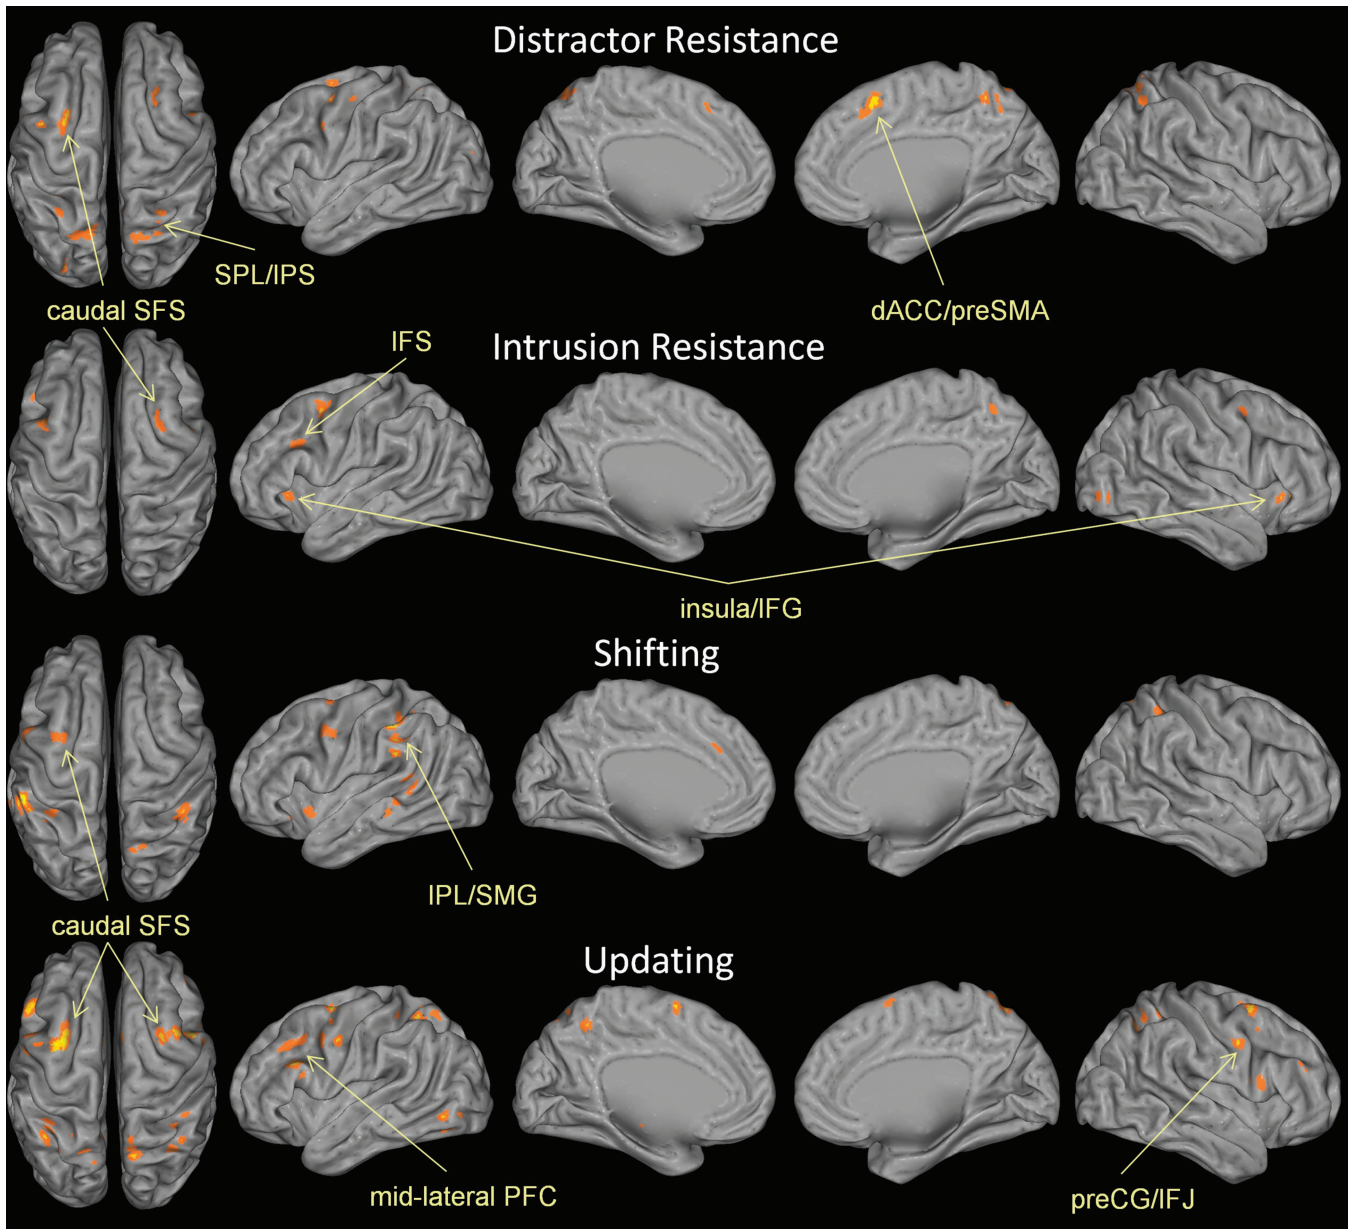 Distractor Resistance
SPL/IPS
caudal SFS
dACC/preSMA
IFS
Intrusion Resistance
insula/IFG
Shifting
IPL/SMG
caudal SFS
Updating
mid-lateral PFC
preCG/IFJ